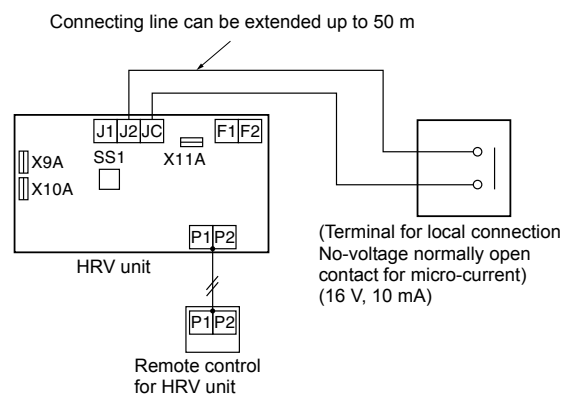 Connecting line can be extended up to 50 m
J1 J2 JC
F1 F2
X9A
SS1
X11A
X10A
P1 P2
HRV unit
(Terminal for local connection
No-voltage normally open
contact for micro-current)
(16 V, 10 mA)
P1 P2
Remote control
for HRV unit